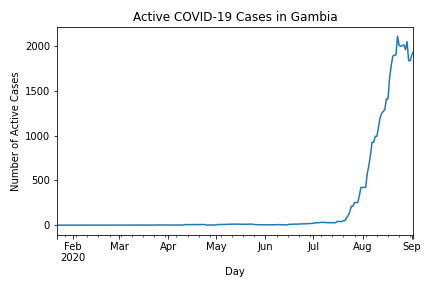 Active COVID-19 Cases in Gambia
Number of Active Cases
2000
1500
1000
500
0
Feb Mar Apr May Jun Jul Aug Sep
2020
Day